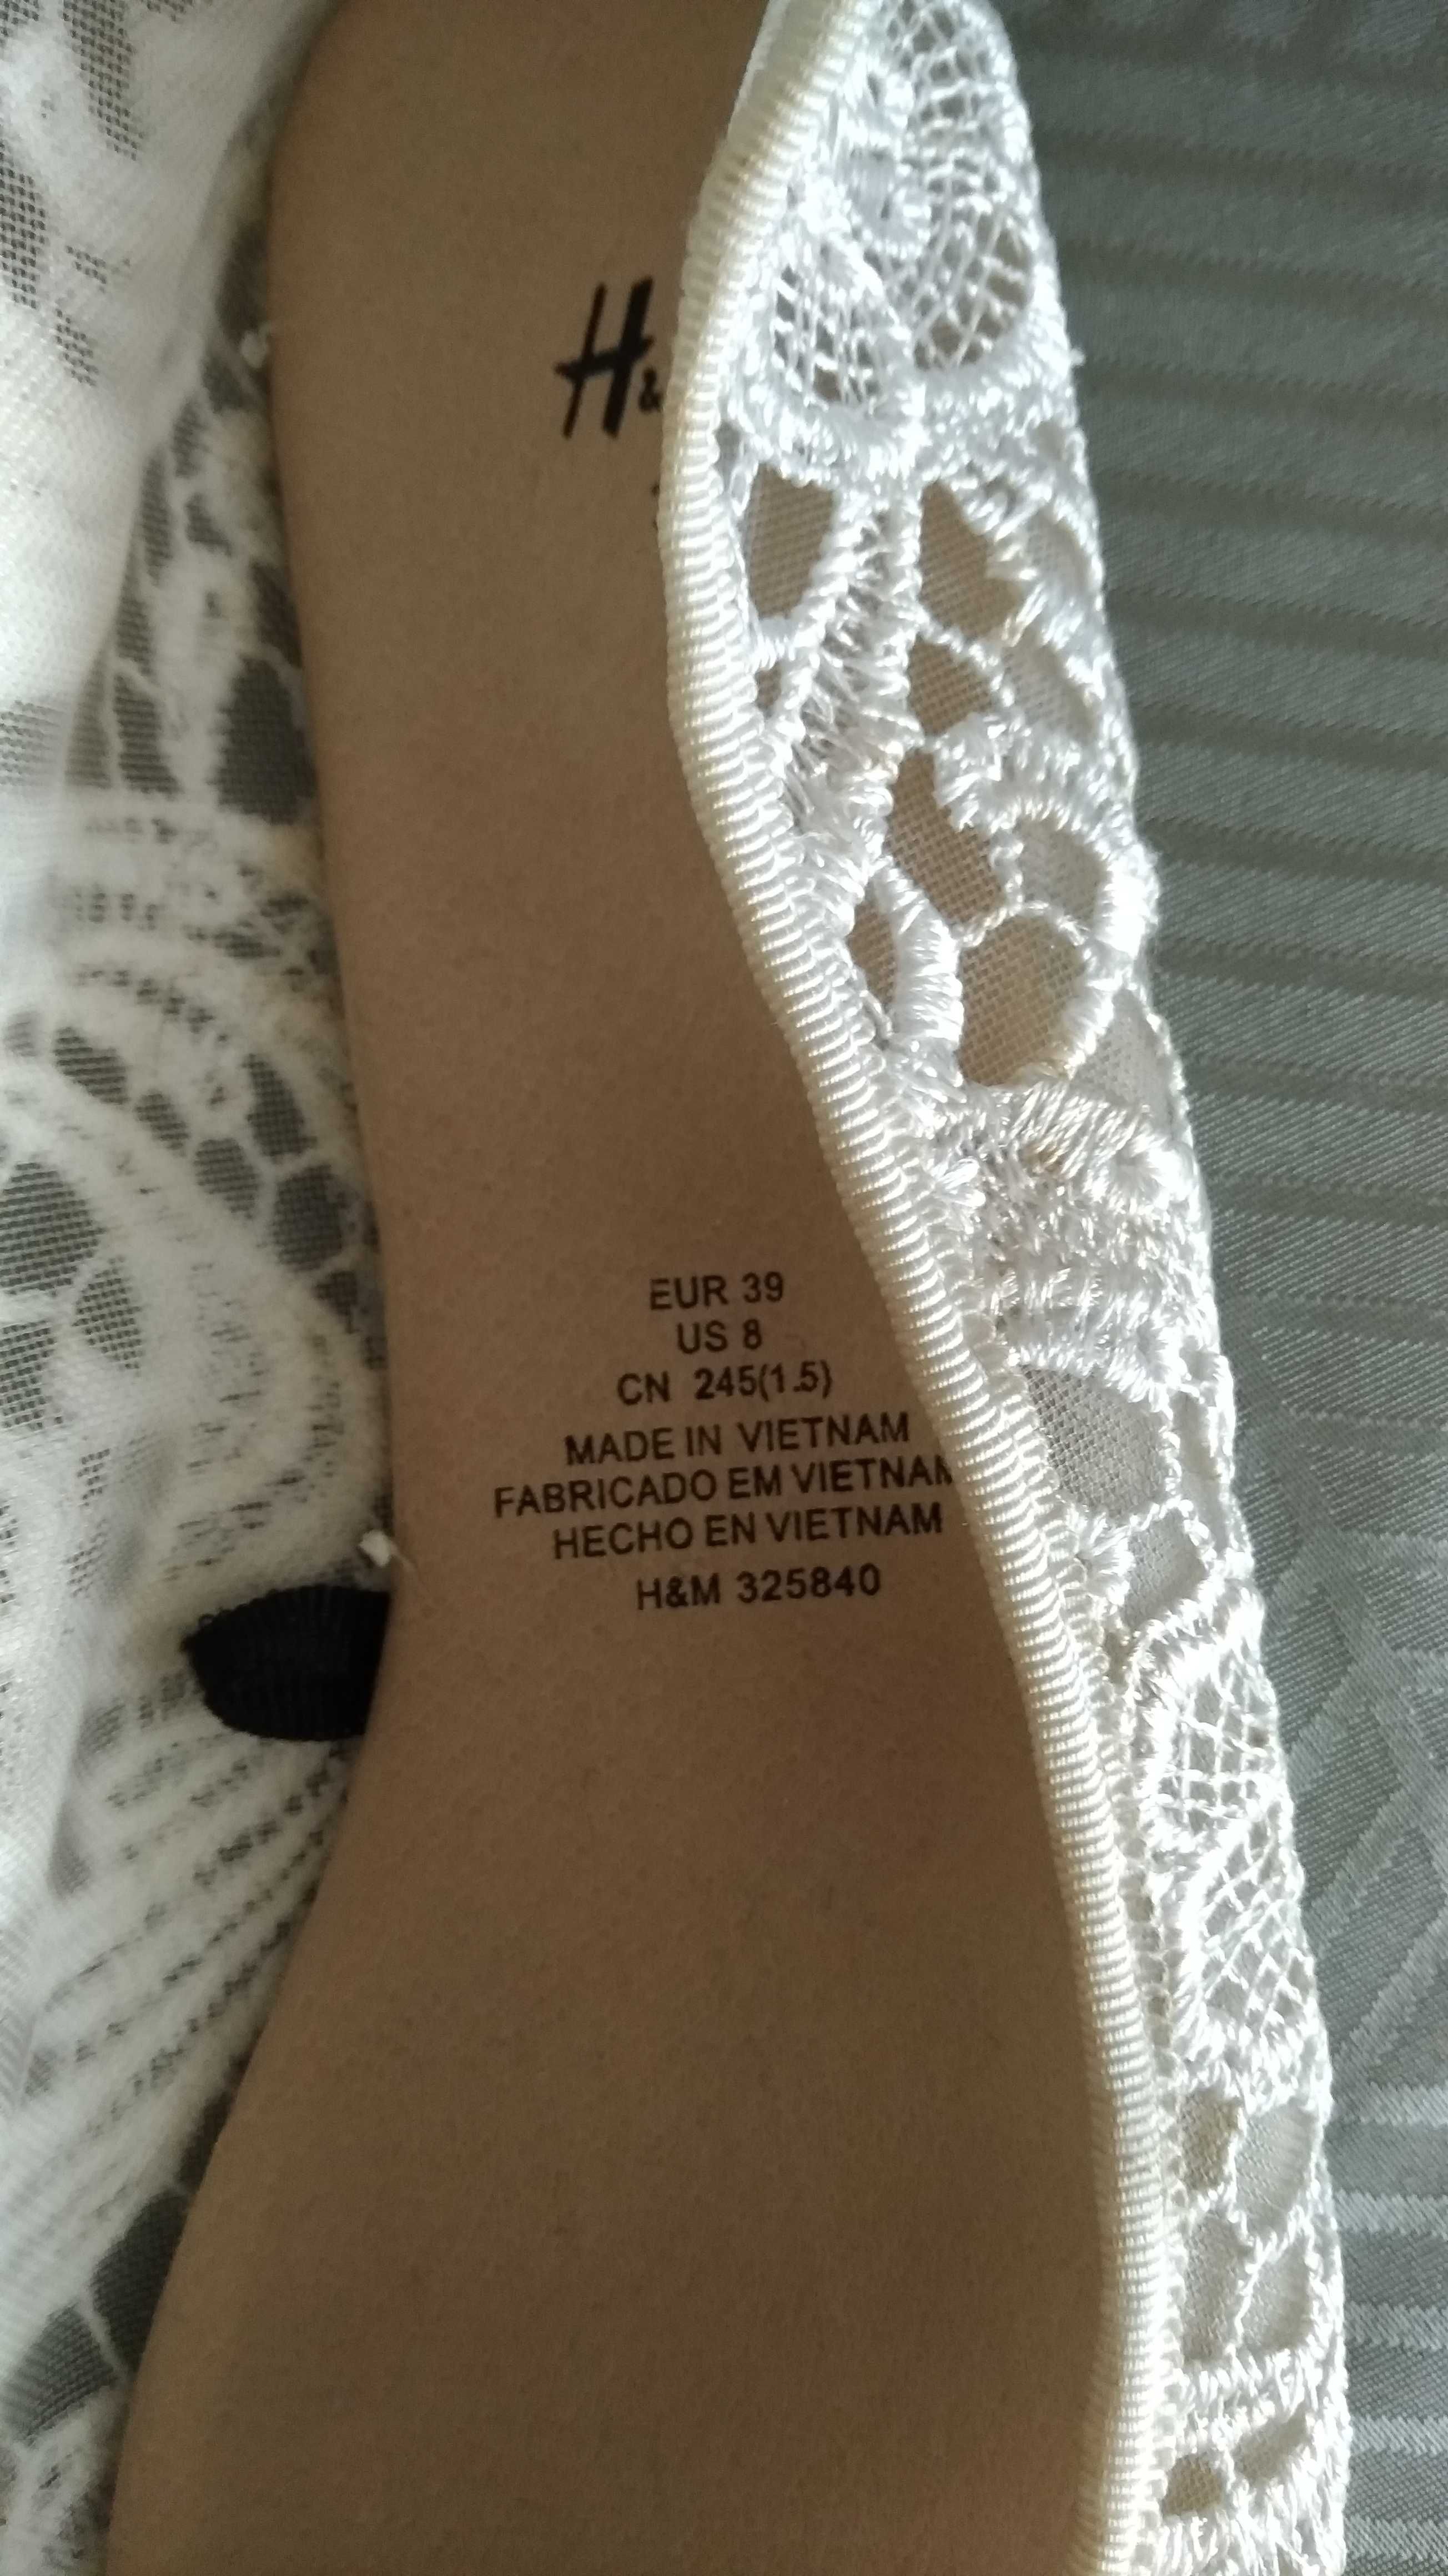 H&
EUR 39
US 8
CN 245(1.5)
MADE IN VIETNAM
FABRICADO EM VIETNAM
HECHO EN VIETNAM
H&M 325840